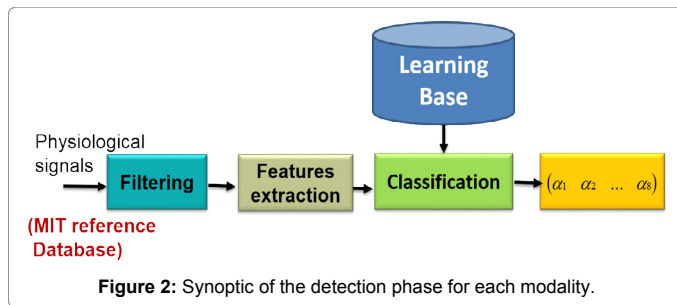 Learning
Base
Physiological
signals
Filtering
Features
extraction
Classification
(α₁ α₂ ... α₈)
(MIT reference
Database)
Figure 2: Synoptic of the detection phase for each modality.